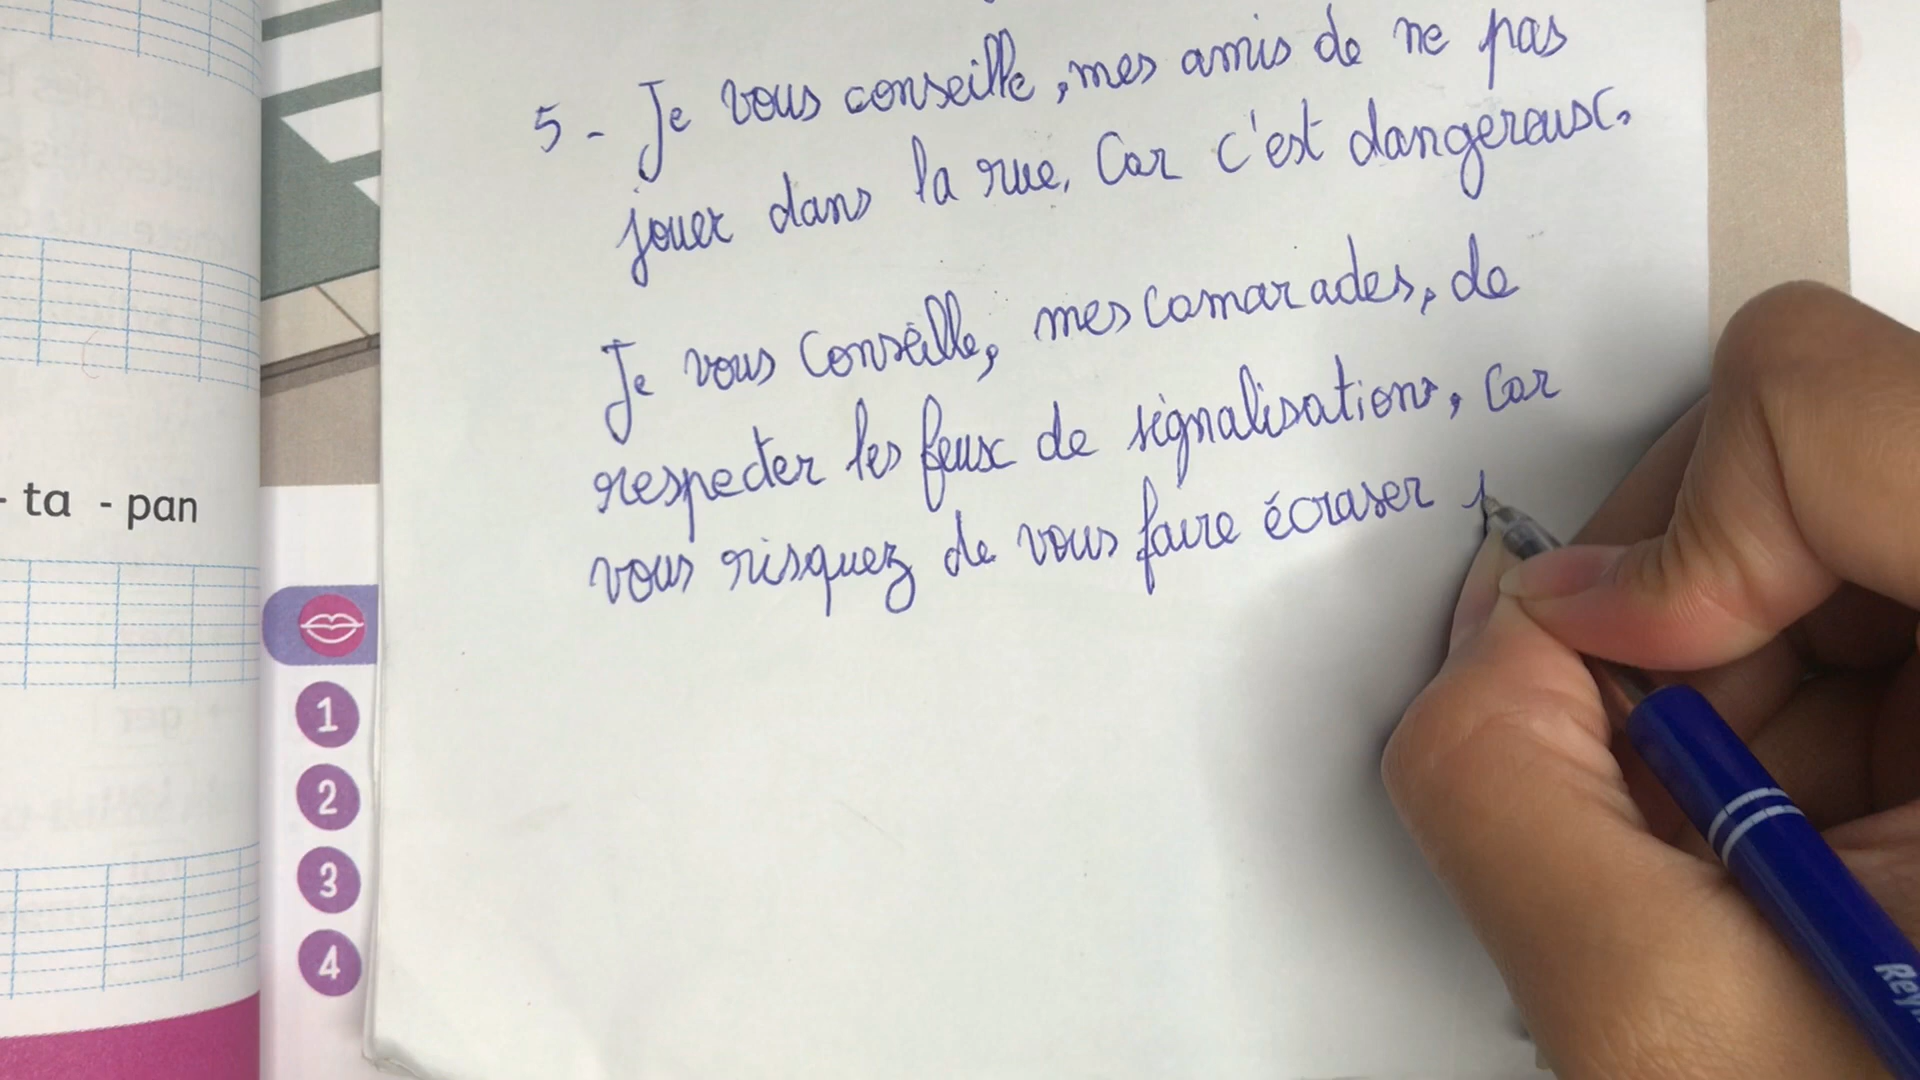 - ta - pan
1
2
3
4
5 - Je vous conseille, mes amis de ne pas
jouer dans la rue. Car c'est dangereux.
Je vous conseille, mes camarades, de
respecter les feux de signalisations, car
vous risquez de vous faire écraser
Rey